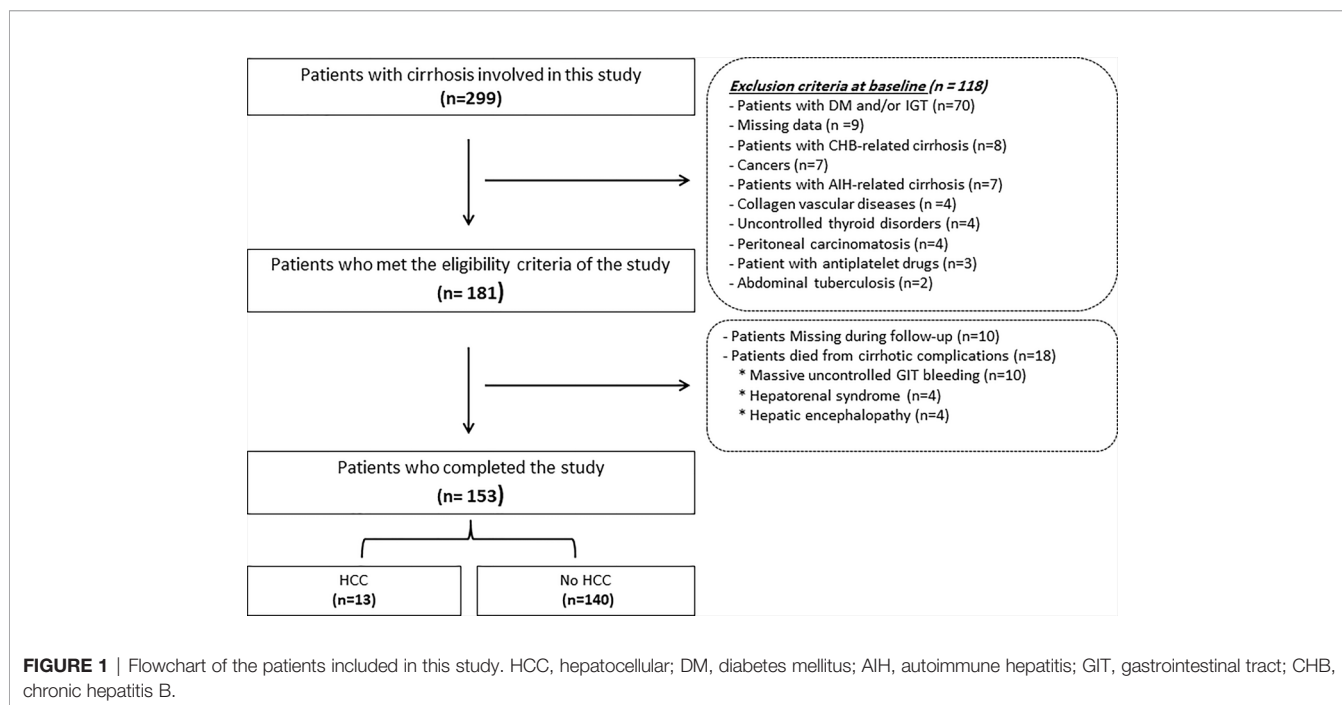 Patients with cirrhosis involved in this study
(n=299)
Exclusion criteria at baseline (n = 118)
- Patients with DM and/or IGT (n=70)
- Missing data (n =9)
- Patients with CHB-related cirrhosis (n=8)
- Cancers (n=7)
- Patients with AIH-related cirrhosis (n=7)
- Collagen vascular diseases (n =4)
- Uncontrolled thyroid disorders (n=4)
- Peritoneal carcinomatosis (n=4)
- Patient with antiplatelet drugs (n=3)
- Abdominal tuberculosis (n=2)
Patients who met the eligibility criteria of the study
(n= 181)
- Patients Missing during follow-up (n=10)
- Patients died from cirrhotic complications (n=18)
* Massive uncontrolled GIT bleeding (n=10)
* Hepatorenal syndrome (n=4)
* Hepatic encephalopathy (n=4)
Patients who completed the study
(n= 153)
HCC
(n=13)
No HCC
(n=140)
FIGURE 1 | Flowchart of the patients included in this study. HCC, hepatocellular; DM, diabetes mellitus; AIH, autoimmune hepatitis; GIT, gastrointestinal tract; CHB,
chronic hepatitis B.